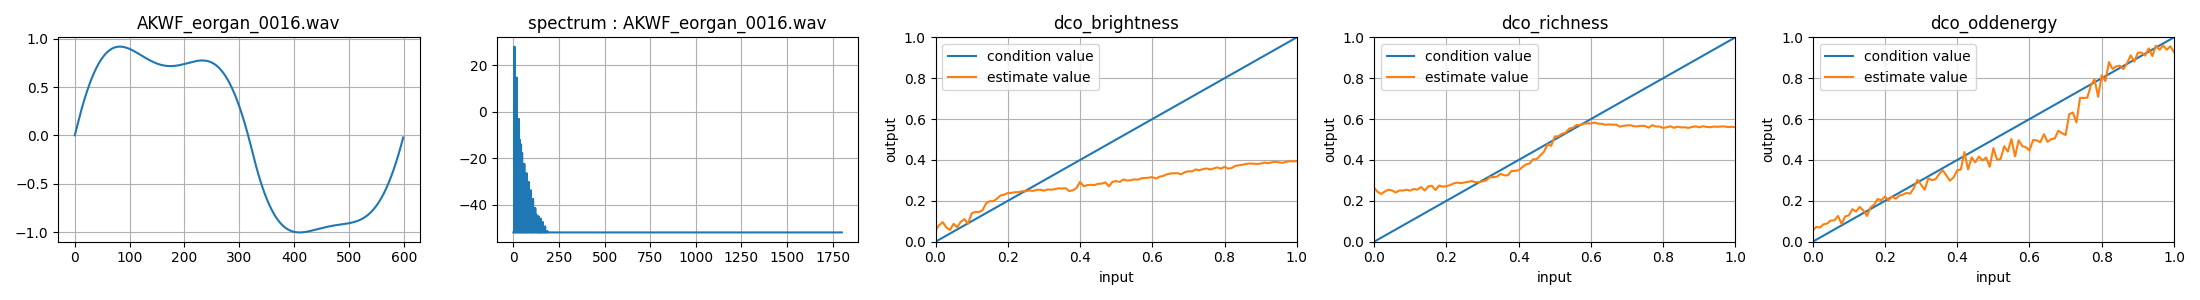 AKWF_eorgan_0016.wav
1.0
0.5
0.0
−0.5
−1.0
0 100 200 300 400 500 600
spectrum : AKWF_eorgan_0016.wav
20
0
−20
−40
0 250 500 750 1000 1250 1500 1750
dco_brightness
condition value
estimate value
output
1.0
0.8
0.6
0.4
0.2
0.0
0.0 0.2 0.4 0.6 0.8 1.0
input
dco_richness
condition value
estimate value
output
1.0
0.8
0.6
0.4
0.2
0.0
0.0 0.2 0.4 0.6 0.8 1.0
input
dco_oddenergy
condition value
estimate value
output
1.0
0.8
0.6
0.4
0.2
0.0
0.0 0.2 0.4 0.6 0.8 1.0
input